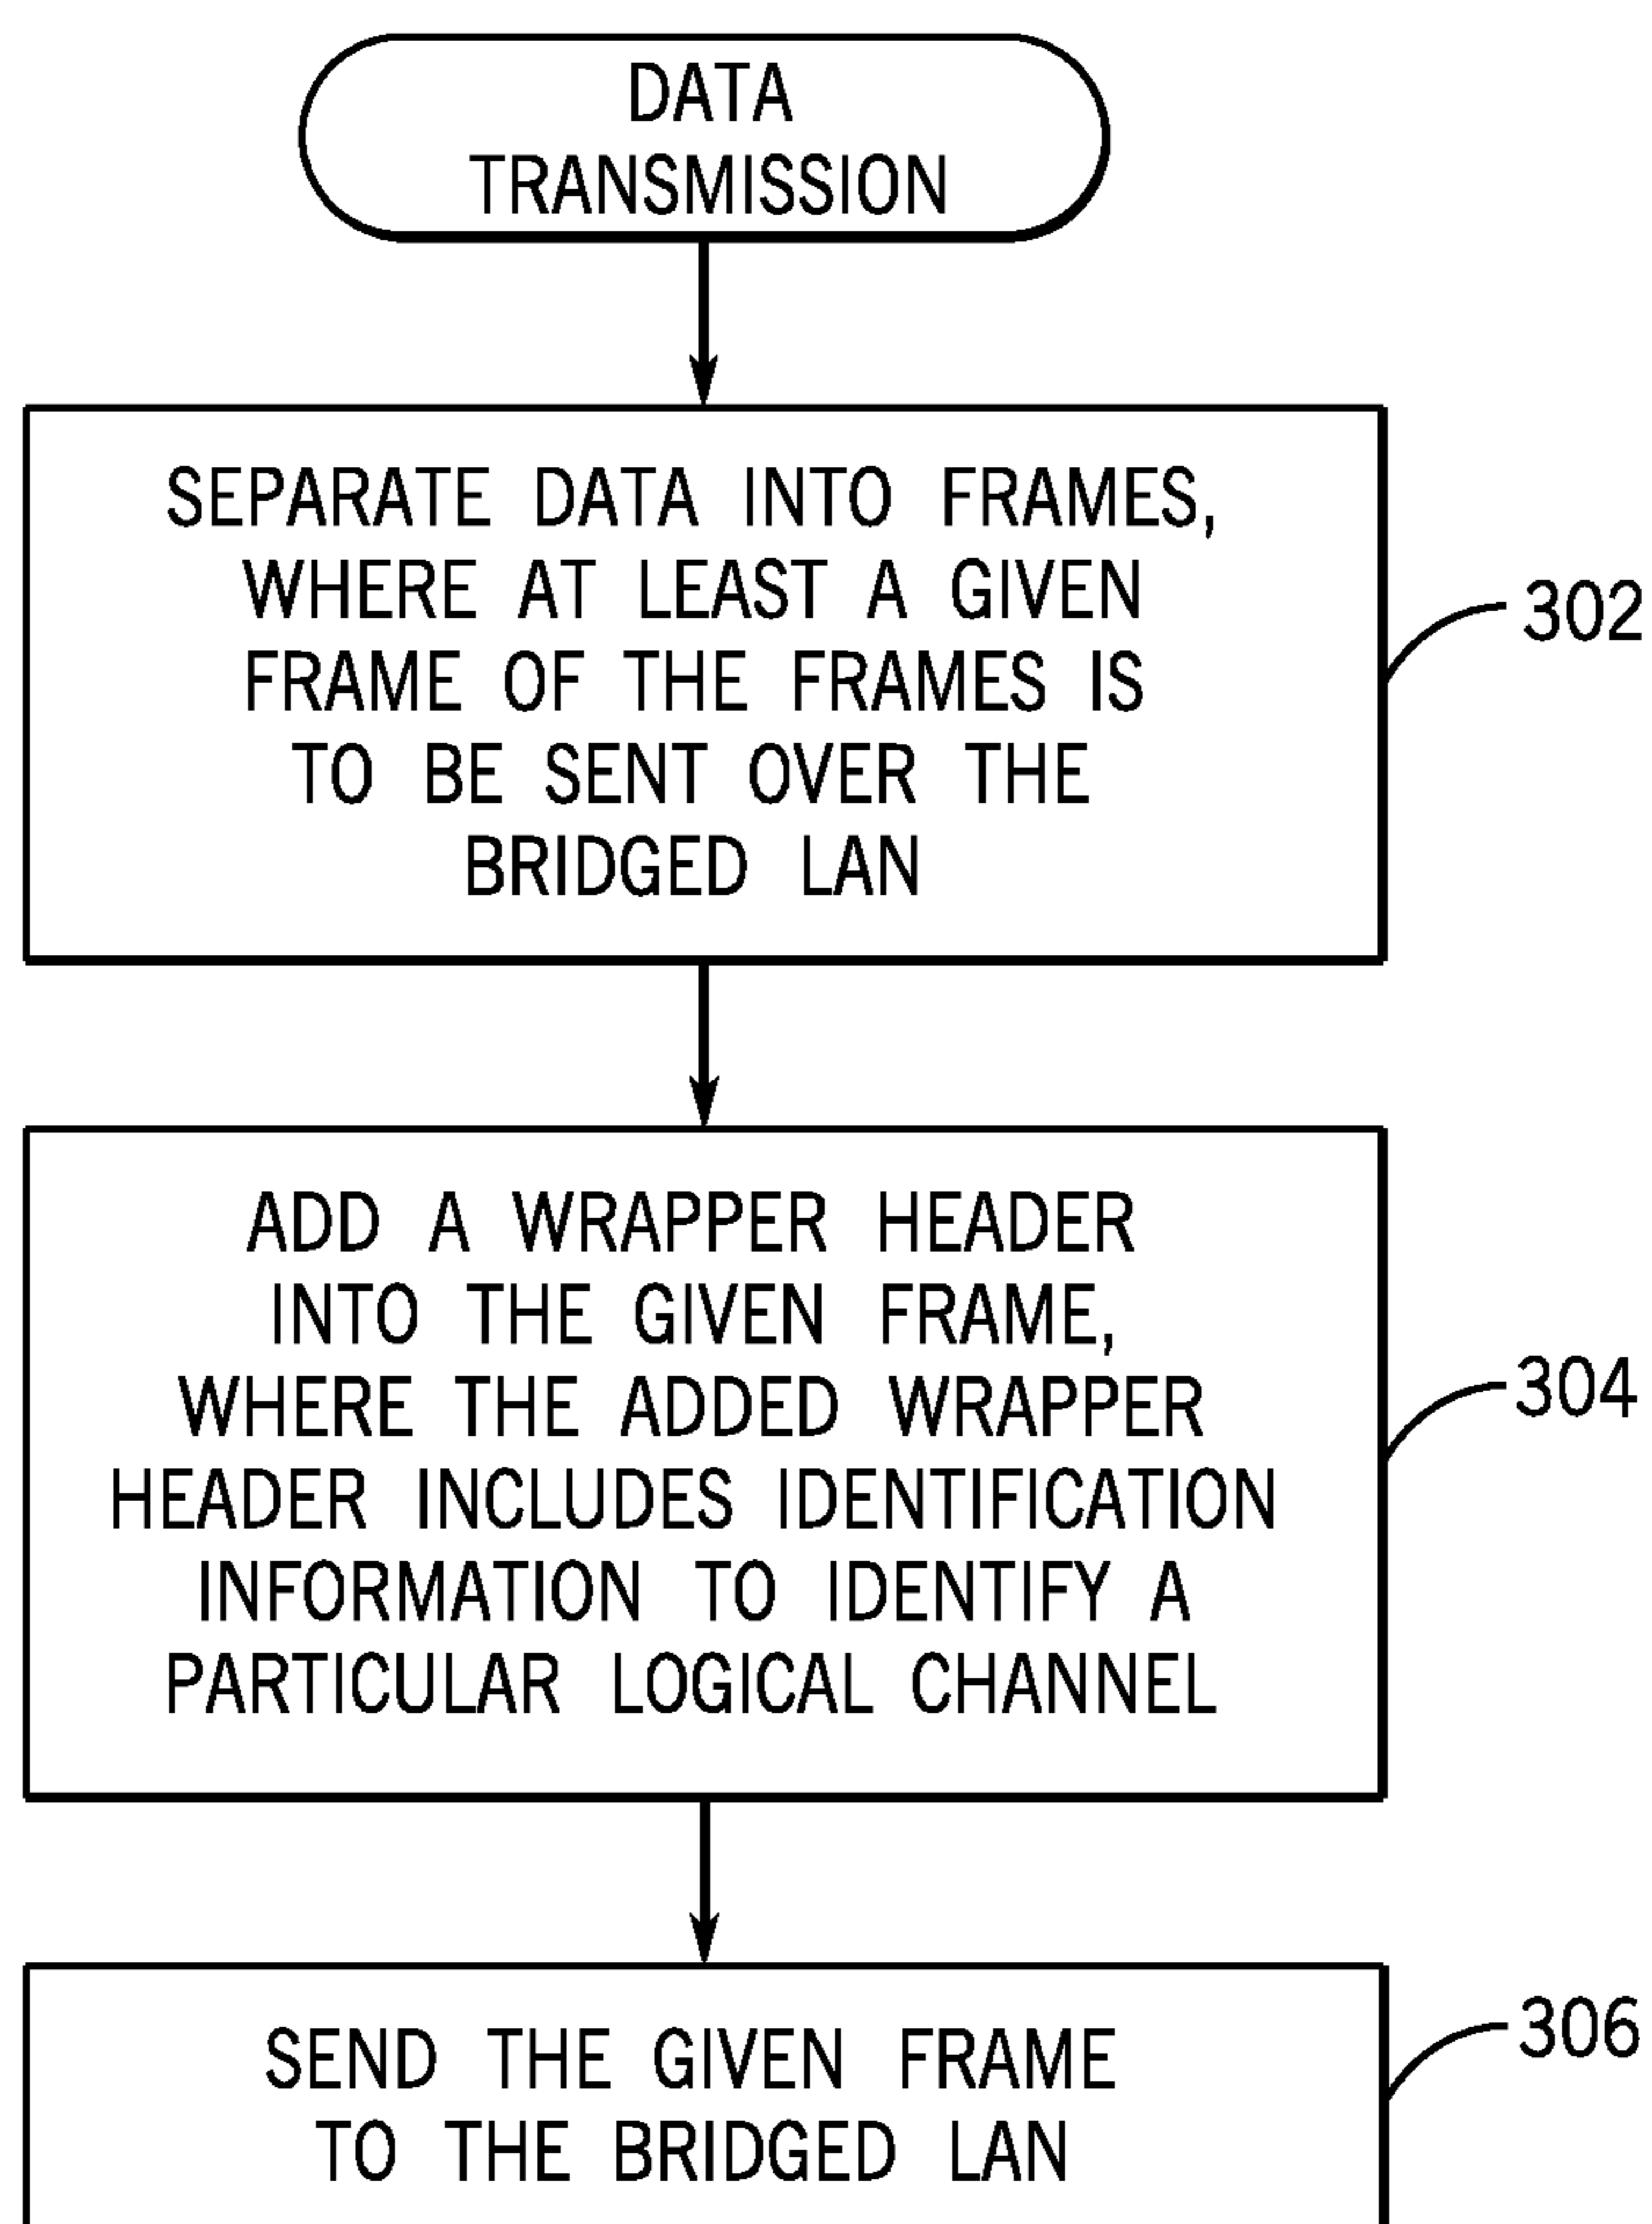 DATA
TRANSMISSION
SEPARATE DATA INTO FRAMES,
WHERE AT LEAST A GIVEN
FRAME OF THE FRAMES IS
TO BE SENT OVER THE
BRIDGED LAN
302
ADD A WRAPPER HEADER
INTO THE GIVEN FRAME,
WHERE THE ADDED WRAPPER
HEADER INCLUDES IDENTIFICATION
INFORMATION TO IDENTIFY A
PARTICULAR LOGICAL CHANNEL
304
SEND THE GIVEN FRAME
TO THE BRIDGED LAN
306